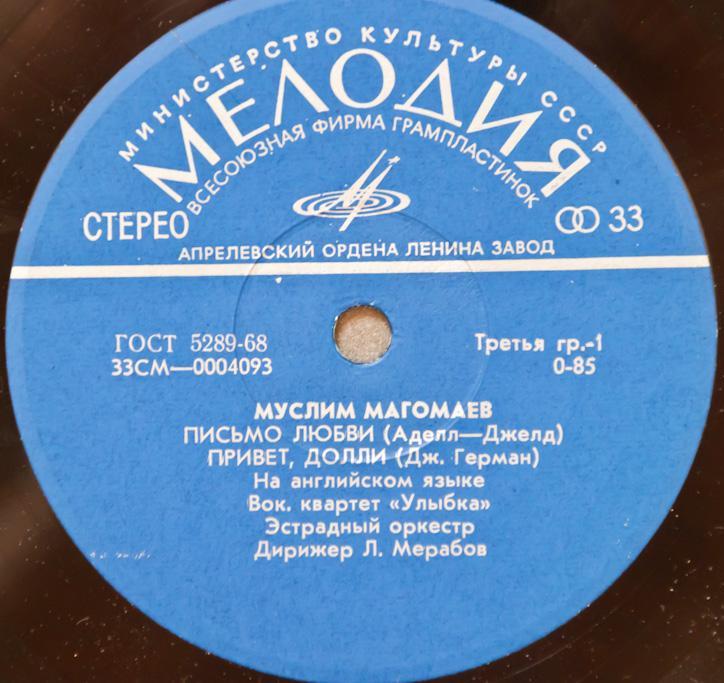 МИНИСТЕРСТВО КУЛЬТУРЫ СССР
МЕЛОДИЯ
ВСЕСОЮЗНАЯ ФИРМА ГРАМПЛАСТИНОК
СТЕРЕО
33
АПРЕЛЕВСКИЙ ОРДЕНА ЛЕНИНА ЗАВОД
ГОСТ 5289-68
Третья гр.-1
33СМ—0004093
0-85
МУСЛИМ МАГОМАЕВ
ПИСЬМО ЛЮБВИ (Аделл—Джелд)
ПРИВЕТ, ДОЛЛИ (Дж. Герман)
На английском языке
Вок. квартет «Улыбка»
Эстрадный оркестр
Дирижер Л. Мерабов